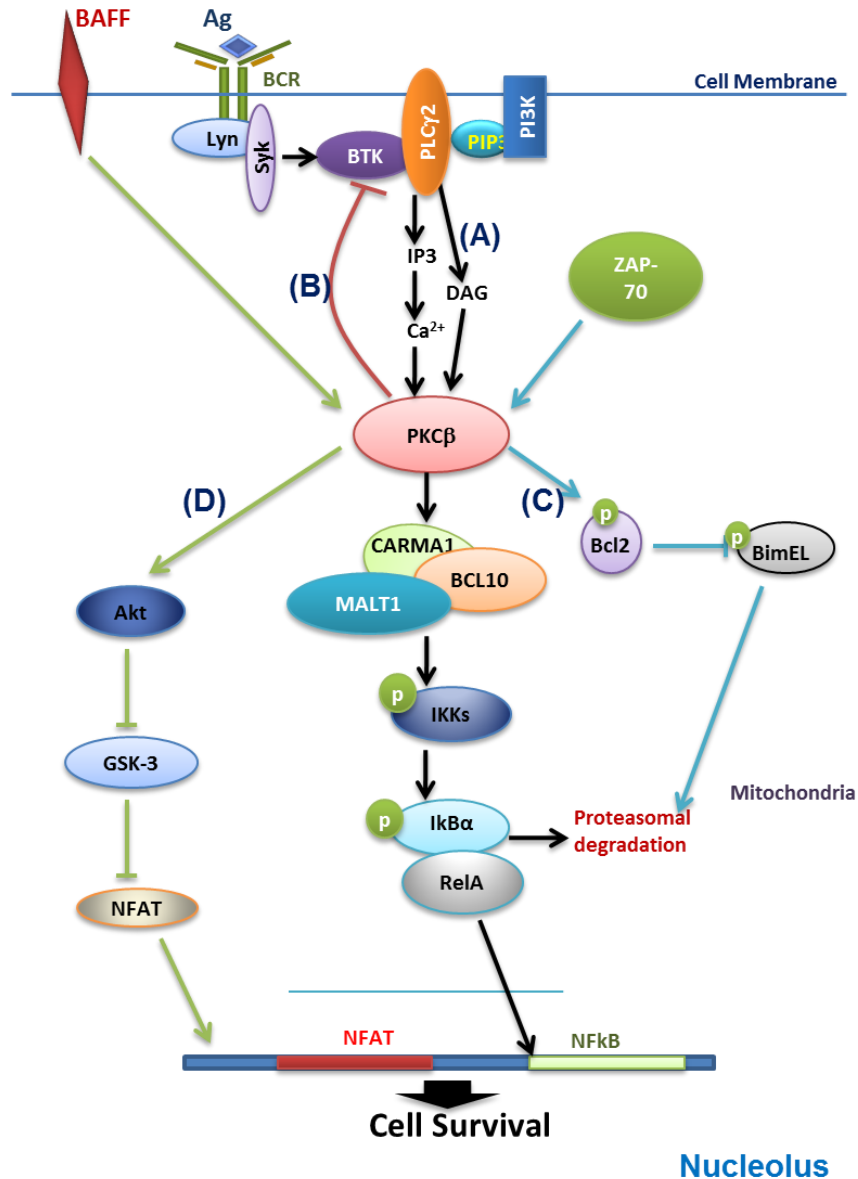 BAFF
Ag
BCR
Cell Membrane
Lyn
Syk
BTK
PLCγ2
PIP3
PI3K
(A)
IP3
(B)
DAG
ZAP-
70
Ca2+
PKCβ
(D)
(C)
p
Bcl2
p
BimEL
CARMA1
BCL10
MALT1
Akt
p
IKKs
GSK-3
Mitochondria
p
IkBα
Proteasomal
degradation
RelA
NFAT
NFAT
NFkB
Cell Survival
Nucleolus